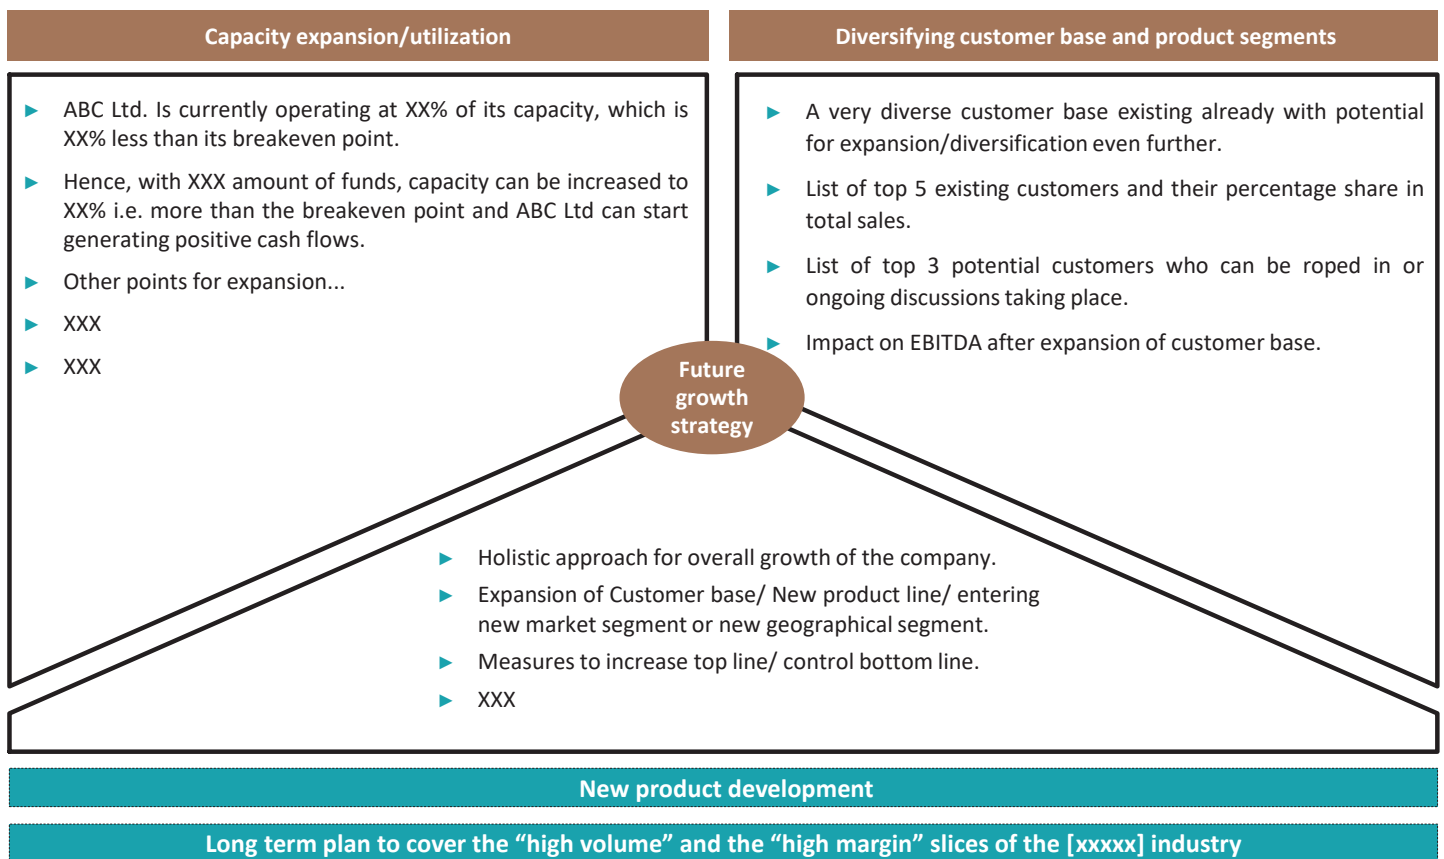 Capacity expansion/utilization
► ABC Ltd. Is currently operating at XX% of its capacity, which is
XX% less than its breakeven point.
► Hence, with XXX amount of funds, capacity can be increased to
XX% i.e. more than the breakeven point and ABC Ltd can start
generating positive cash flows.
► Other points for expansion...
► XXX
► XXX
Diversifying customer base and product segments
► A very diverse customer base existing already with potential
for expansion/diversification even further.
► List of top 5 existing customers and their percentage share in
total sales.
► List of top 3 potential customers who can be roped in or
ongoing discussions taking place.
► Impact on EBITDA after expansion of customer base.
Future
growth
strategy
► Holistic approach for overall growth of the company.
► Expansion of Customer base/ New product line/ entering
new market segment or new geographical segment.
► Measures to increase top line/ control bottom line.
► XXX
New product development
Long term plan to cover the “high volume” and the “high margin” slices of the [xxxxx] industry